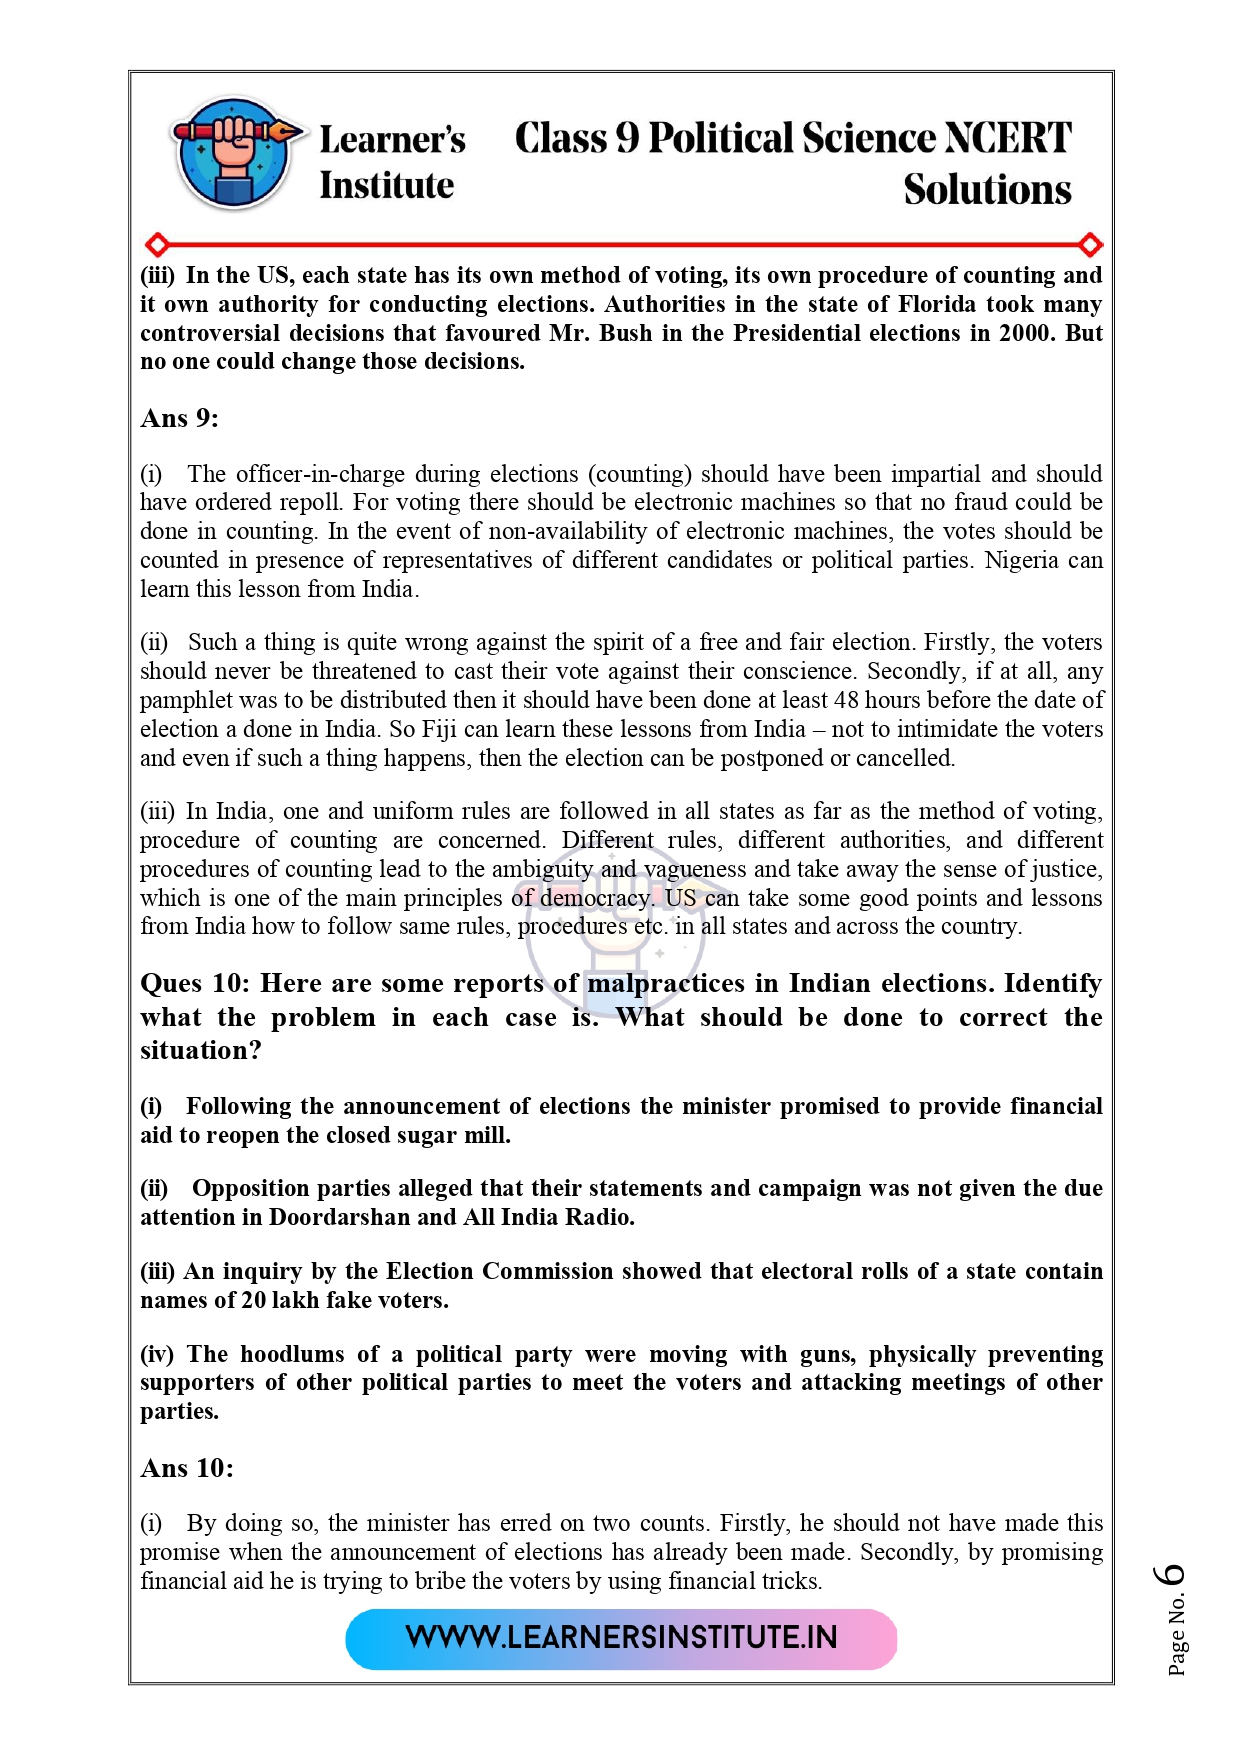 Learner's
Institute
Class 9 Political Science NCERT
Solutions
(iii) In the US, each state has its own method of voting, its own procedure of counting and
it own authority for conducting elections. Authorities in the state of Florida took many
controversial decisions that favoured Mr. Bush in the Presidential elections in 2000. But
no one could change those decisions.
Ans 9:
(i) The officer-in-charge during elections (counting) should have been impartial and should
have ordered repoll. For voting there should be electronic machines so that no fraud could be
done in counting. In the event of non-availability of electronic machines, the votes should be
counted in presence of representatives of different candidates or political parties. Nigeria can
learn this lesson from India.
(ii) Such a thing is quite wrong against the spirit of a free and fair election. Firstly, the voters
should never be threatened to cast their vote against their conscience. Secondly, if at all, any
pamphlet was to be distributed then it should have been done at least 48 hours before the date of
election a done in India. So Fiji can learn these lessons from India – not to intimidate the voters
and even if such a thing happens, then the election can be postponed or cancelled.
(iii) In India, one and uniform rules are followed in all states as far as the method of voting,
procedure of counting are concerned. Different rules, different authorities, and different
procedures of counting lead to the ambiguity and vagueness and take away the sense of justice,
which is one of the main principles of democracy. US can take some good points and lessons
from India how to follow same rules, procedures etc. in all states and across the country.
Ques 10: Here are some reports of malpractices in Indian elections. Identify
what the problem in each case is. What should be done to correct the
situation?
(i) Following the announcement of elections the minister promised to provide financial
aid to reopen the closed sugar mill.
(ii) Opposition parties alleged that their statements and campaign was not given the due
attention in Doordarshan and All India Radio.
(iii) An inquiry by the Election Commission showed that electoral rolls of a state contain
names of 20 lakh fake voters.
(iv) The hoodlums of a political party were moving with guns, physically preventing
supporters of other political parties to meet the voters and attacking meetings of other
parties.
Ans 10:
(i) By doing so, the minister has erred on two counts. Firstly, he should not have made this
promise when the announcement of elections has already been made. Secondly, by promising
financial aid he is trying to bribe the voters by using financial tricks.
WWW.LEARNERSINSTITUTE.IN
Page No. 6